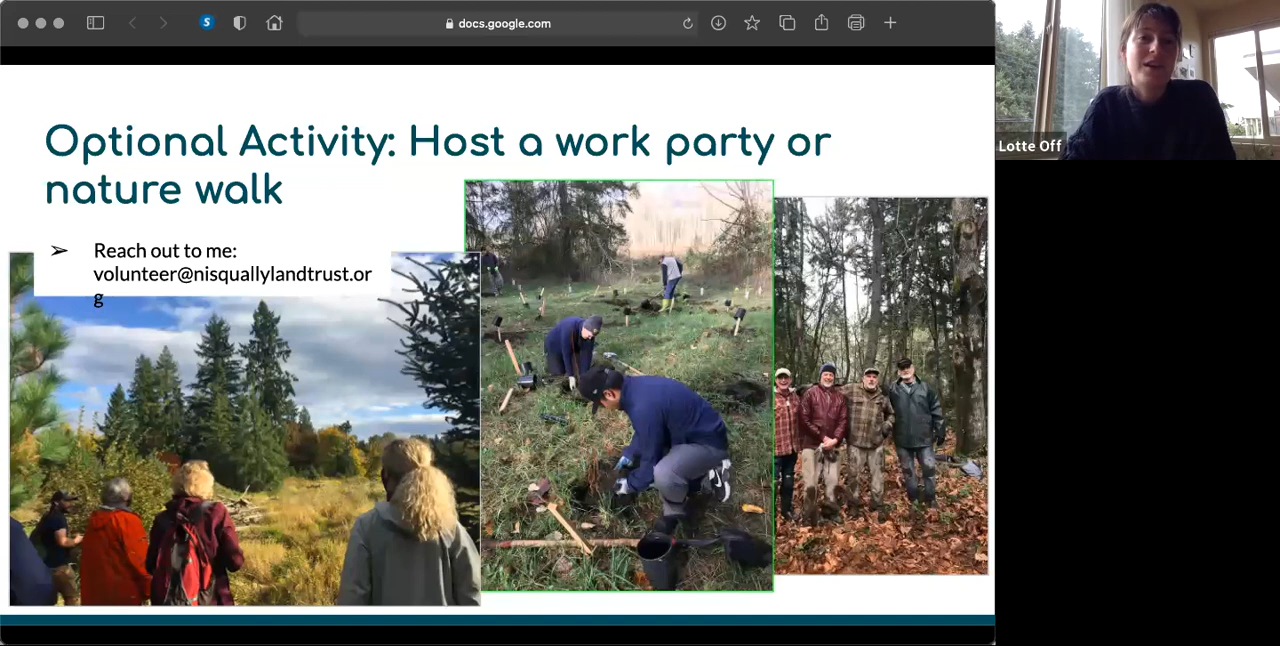 docs.google.com
Optional Activity: Host a work party or
nature walk
➢ Reach out to me:
volunteer@nisquallylandtrust.or
g
Lotte Off